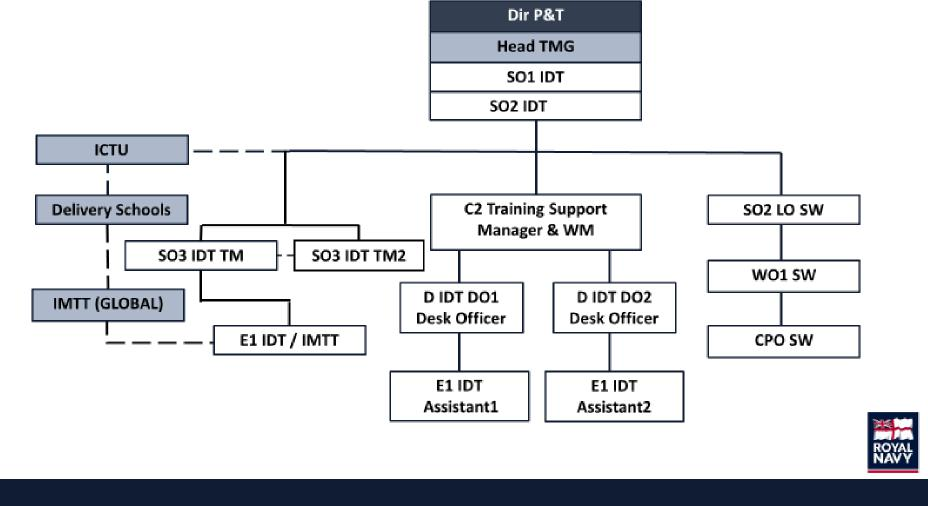 Dir P&T
Head TMG
SO1 IDT
SO2 IDT
ICTU
Delivery Schools
C2 Training Support
Manager & WM
SO2 LO SW
SO3 IDT TM
SO3 IDT TM2
WO1 SW
IMTT (GLOBAL)
D IDT DO1
Desk Officer
D IDT DO2
Desk Officer
E1 IDT / IMTT
CPO SW
E1 IDT
Assistant1
E1 IDT
Assistant2
ROYAL
NAVY